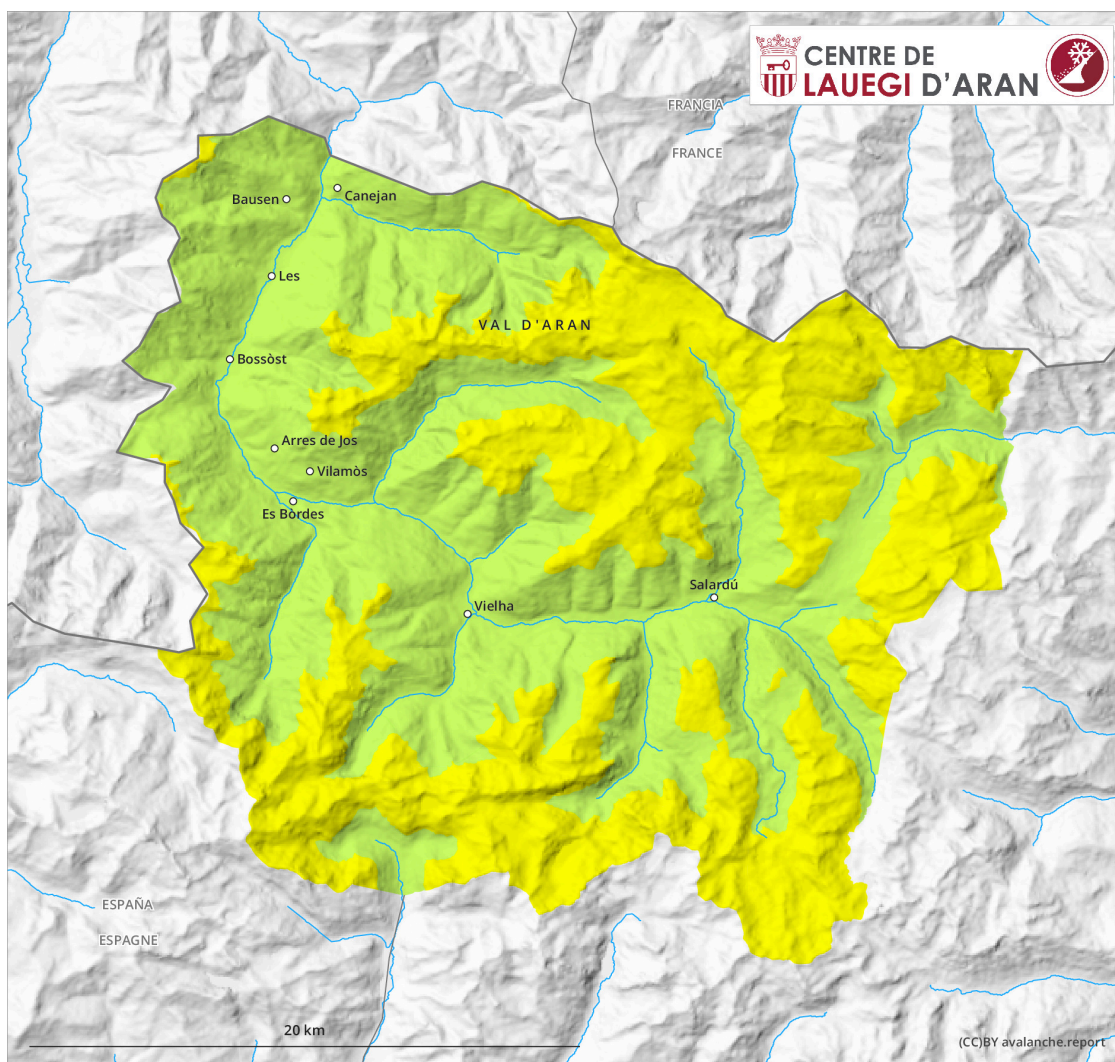 CENTRE DE
LAUEGI D'ARAN
FRANCIA
FRANCE
Bausen
Canejan
Les
VAL D'ARAN
Bossòst
Arres de Jos
Vilamòs
Es Bòrdes
Salardú
Vielha
ESPAÑA
ESPAGNE
20 km
(CC)BY avalanche.report